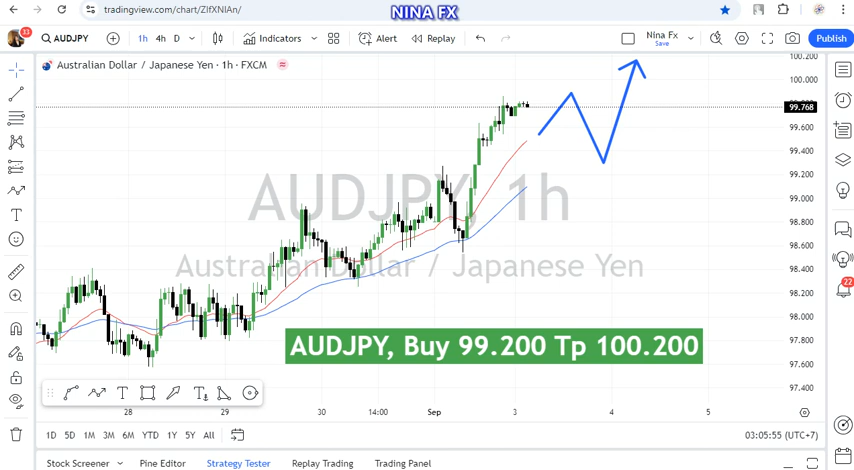 NINA FX
tradingview.com/chart/ZIfXNIAn/
33
AUDJPY
1h 4h D
Indicators
Alert
Replay
Nina Fx
Save
Publish
Australian Dollar / Japanese Yen · 1h · FXCM
100.200
100.000
99.768
99.600
99.400
99.200
99.000
98.800
98.600
98.400
98.200
98.000
97.800
97.600
97.400
AUDJPY, 1h
Australian Dollar / Japanese Yen
AUDJPY, Buy 99.200 Tp 100.200
22
28 29 30 14:00 Sep 3 4 5
1D 5D 1M 3M 6M YTD 1Y 5Y All
03:05:55 (UTC+7)
Stock Screener Pine Editor Strategy Tester Replay Trading Trading Panel